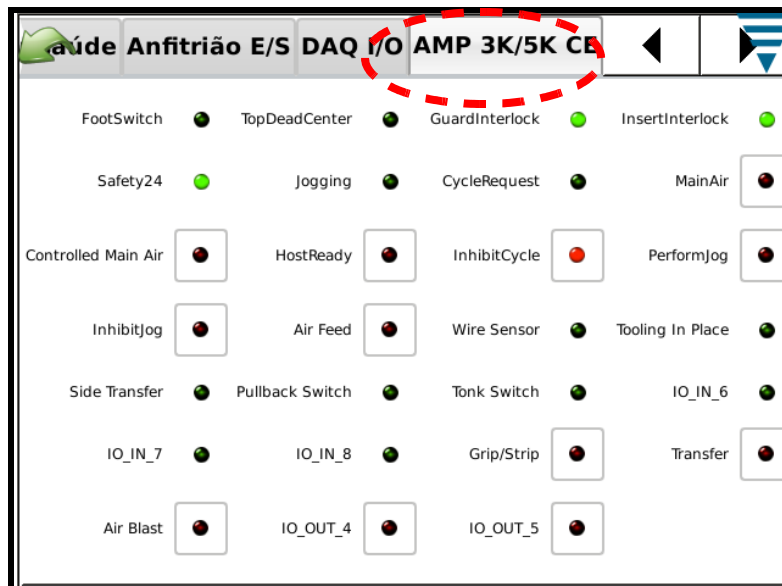 Saúde Anfitrião E/S DAQ I/O AMP 3K/5K CE
FootSwitch TopDeadCenter GuardInterlock InsertInterlock
Safety24 Jogging CycleRequest MainAir
Controlled Main Air HostReady InhibitCycle PerformJog
InhibitJog Air Feed Wire Sensor Tooling In Place
Side Transfer Pullback Switch Tonk Switch IO_IN_6
IO_IN_7 IO_IN_8 Grip/Strip Transfer
Air Blast IO_OUT_4 IO_OUT_5